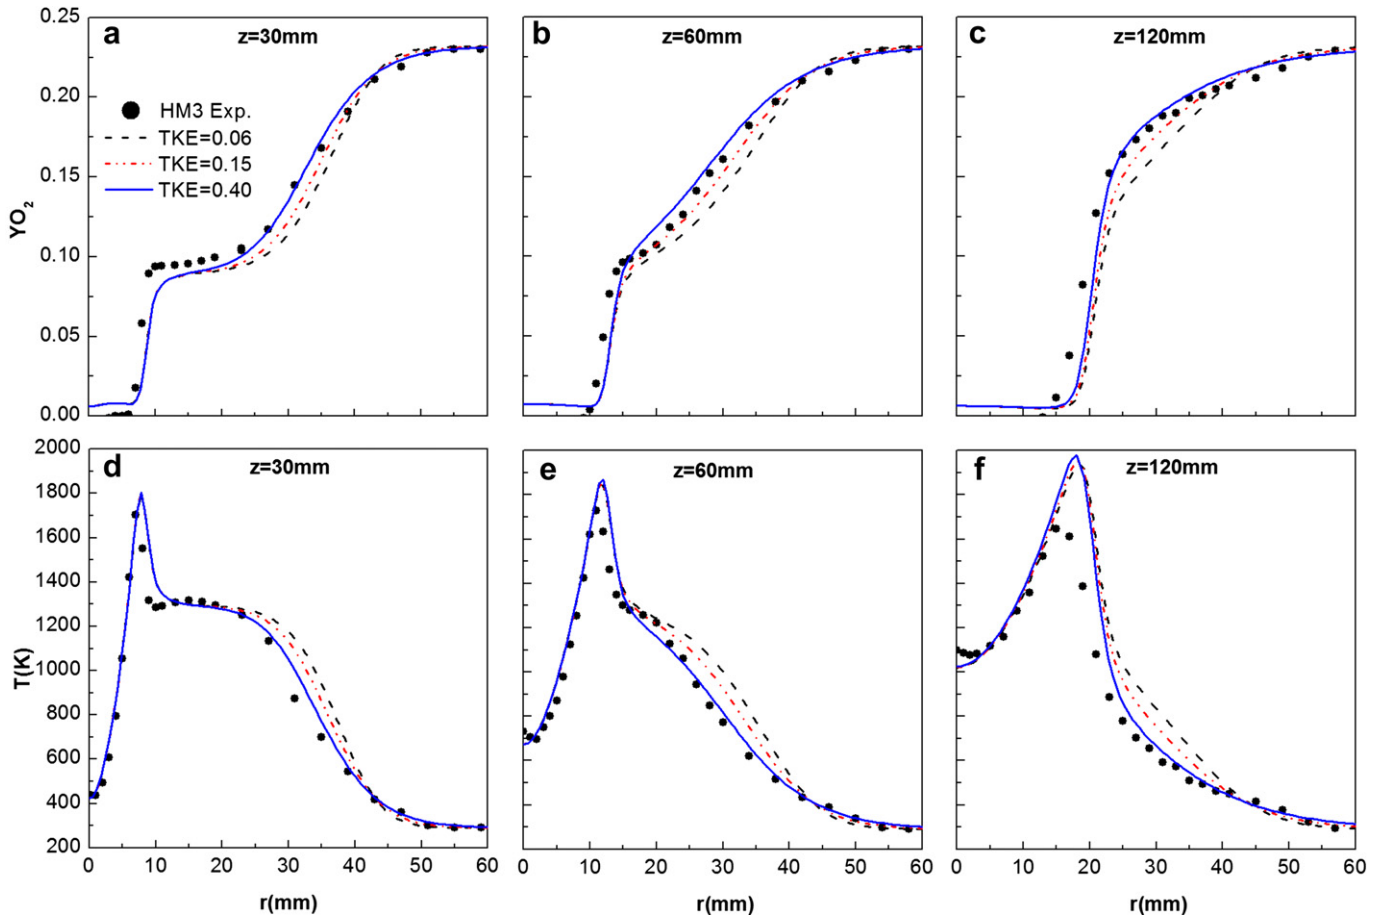 0.25
0.20
0.15
0.10
0.05
0.00
YO2
a
z=30mm
HM3 Exp.
TKE=0.06
TKE=0.15
TKE=0.40
b
z=60mm
c
z=120mm
2000
1800
1600
1400
1200
1000
800
600
400
200
T(K)
d
z=30mm
e
z=60mm
f
z=120mm
0 10 20 30 40 50 60
0 10 20 30 40 50 60
0 10 20 30 40 50 60
r(mm)
r(mm)
r(mm)